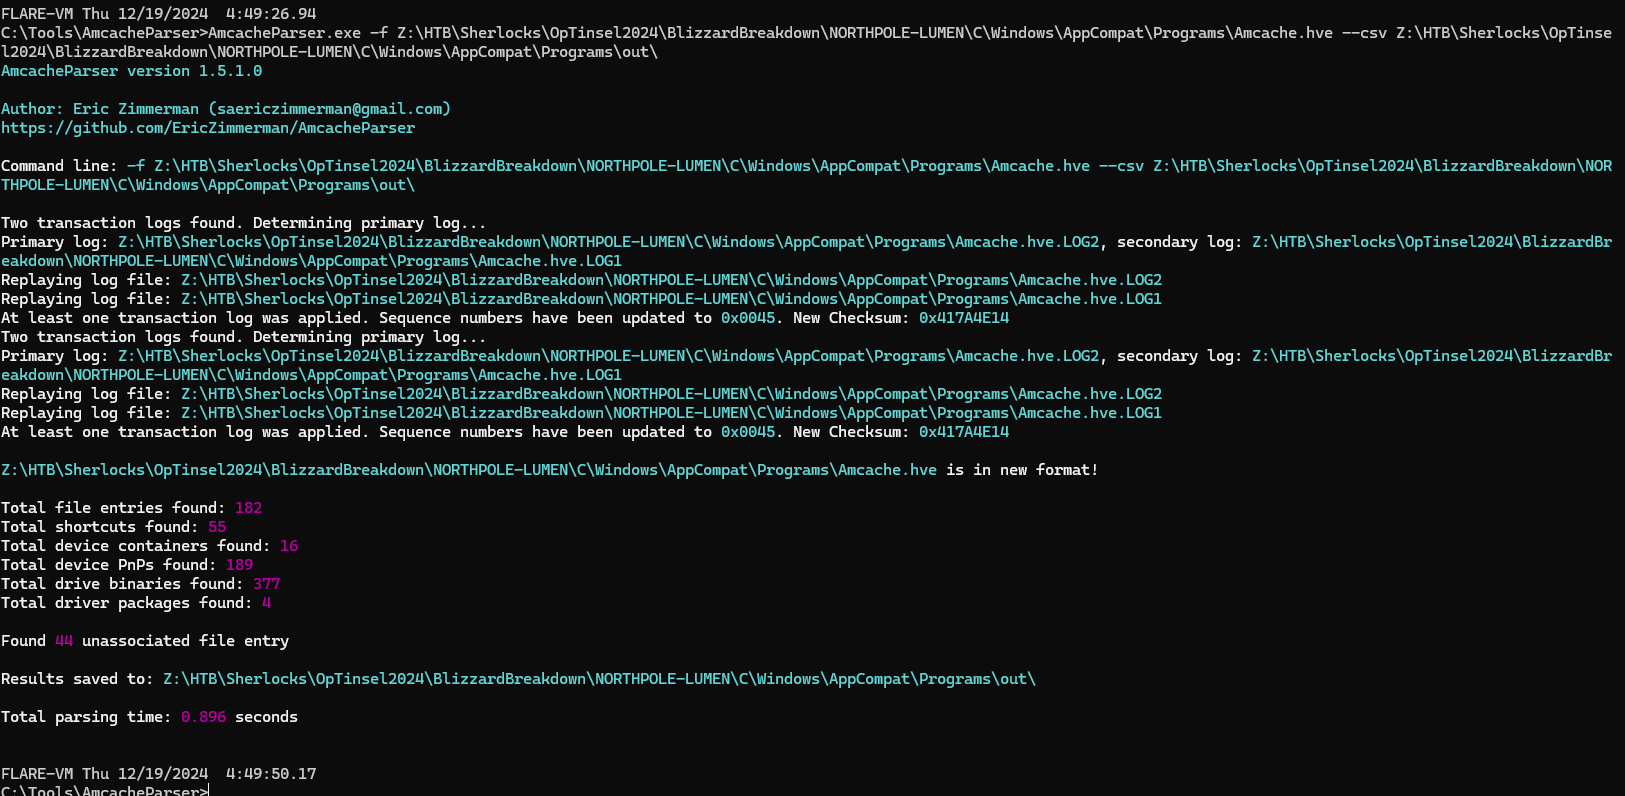 FLARE-VM Thu 12/19/2024  4:49:26.94
C:\Tools\AmcacheParser>AmcacheParser.exe -f Z:\HTB\Sherlocks\OpTinsel2024\BlizzardBreakdown\NORTHPOLE-LUMEN\C\Windows\AppCompat\Programs\Amcache.hve --csv Z:\HTB\Sherlocks\OpTinse
l2024\BlizzardBreakdown\NORTHPOLE-LUMEN\C\Windows\AppCompat\Programs\out\
AmcacheParser version 1.5.1.0
Author: Eric Zimmerman (saericzimmerman@gmail.com)
https://github.com/EricZimmerman/AmcacheParser
Command line: -f Z:\HTB\Sherlocks\OpTinsel2024\BlizzardBreakdown\NORTHPOLE-LUMEN\C\Windows\AppCompat\Programs\Amcache.hve --csv Z:\HTB\Sherlocks\OpTinsel2024\BlizzardBreakdown\NOR
THPOLE-LUMEN\C\Windows\AppCompat\Programs\out\
Two transaction logs found. Determining primary log...
Primary log: Z:\HTB\Sherlocks\OpTinsel2024\BlizzardBreakdown\NORTHPOLE-LUMEN\C\Windows\AppCompat\Programs\Amcache.hve.LOG2, secondary log: Z:\HTB\Sherlocks\OpTinsel2024\BlizzardBr
eakdown\NORTHPOLE-LUMEN\C\Windows\AppCompat\Programs\Amcache.hve.LOG1
Replaying log file: Z:\HTB\Sherlocks\OpTinsel2024\BlizzardBreakdown\NORTHPOLE-LUMEN\C\Windows\AppCompat\Programs\Amcache.hve.LOG2
Replaying log file: Z:\HTB\Sherlocks\OpTinsel2024\BlizzardBreakdown\NORTHPOLE-LUMEN\C\Windows\AppCompat\Programs\Amcache.hve.LOG1
At least one transaction log was applied. Sequence numbers have been updated to 0x0045. New Checksum: 0x417A4E14
Two transaction logs found. Determining primary log...
Primary log: Z:\HTB\Sherlocks\OpTinsel2024\BlizzardBreakdown\NORTHPOLE-LUMEN\C\Windows\AppCompat\Programs\Amcache.hve.LOG2, secondary log: Z:\HTB\Sherlocks\OpTinsel2024\BlizzardBr
eakdown\NORTHPOLE-LUMEN\C\Windows\AppCompat\Programs\Amcache.hve.LOG1
Replaying log file: Z:\HTB\Sherlocks\OpTinsel2024\BlizzardBreakdown\NORTHPOLE-LUMEN\C\Windows\AppCompat\Programs\Amcache.hve.LOG2
Replaying log file: Z:\HTB\Sherlocks\OpTinsel2024\BlizzardBreakdown\NORTHPOLE-LUMEN\C\Windows\AppCompat\Programs\Amcache.hve.LOG1
At least one transaction log was applied. Sequence numbers have been updated to 0x0045. New Checksum: 0x417A4E14
Z:\HTB\Sherlocks\OpTinsel2024\BlizzardBreakdown\NORTHPOLE-LUMEN\C\Windows\AppCompat\Programs\Amcache.hve is in new format!
Total file entries found: 182
Total shortcuts found: 55
Total device containers found: 16
Total device PnPs found: 189
Total drive binaries found: 377
Total driver packages found: 4
Found 44 unassociated file entry
Results saved to: Z:\HTB\Sherlocks\OpTinsel2024\BlizzardBreakdown\NORTHPOLE-LUMEN\C\Windows\AppCompat\Programs\out\
Total parsing time: 0.896 seconds
FLARE-VM Thu 12/19/2024  4:49:50.17
C:\Tools\AmcacheParser>